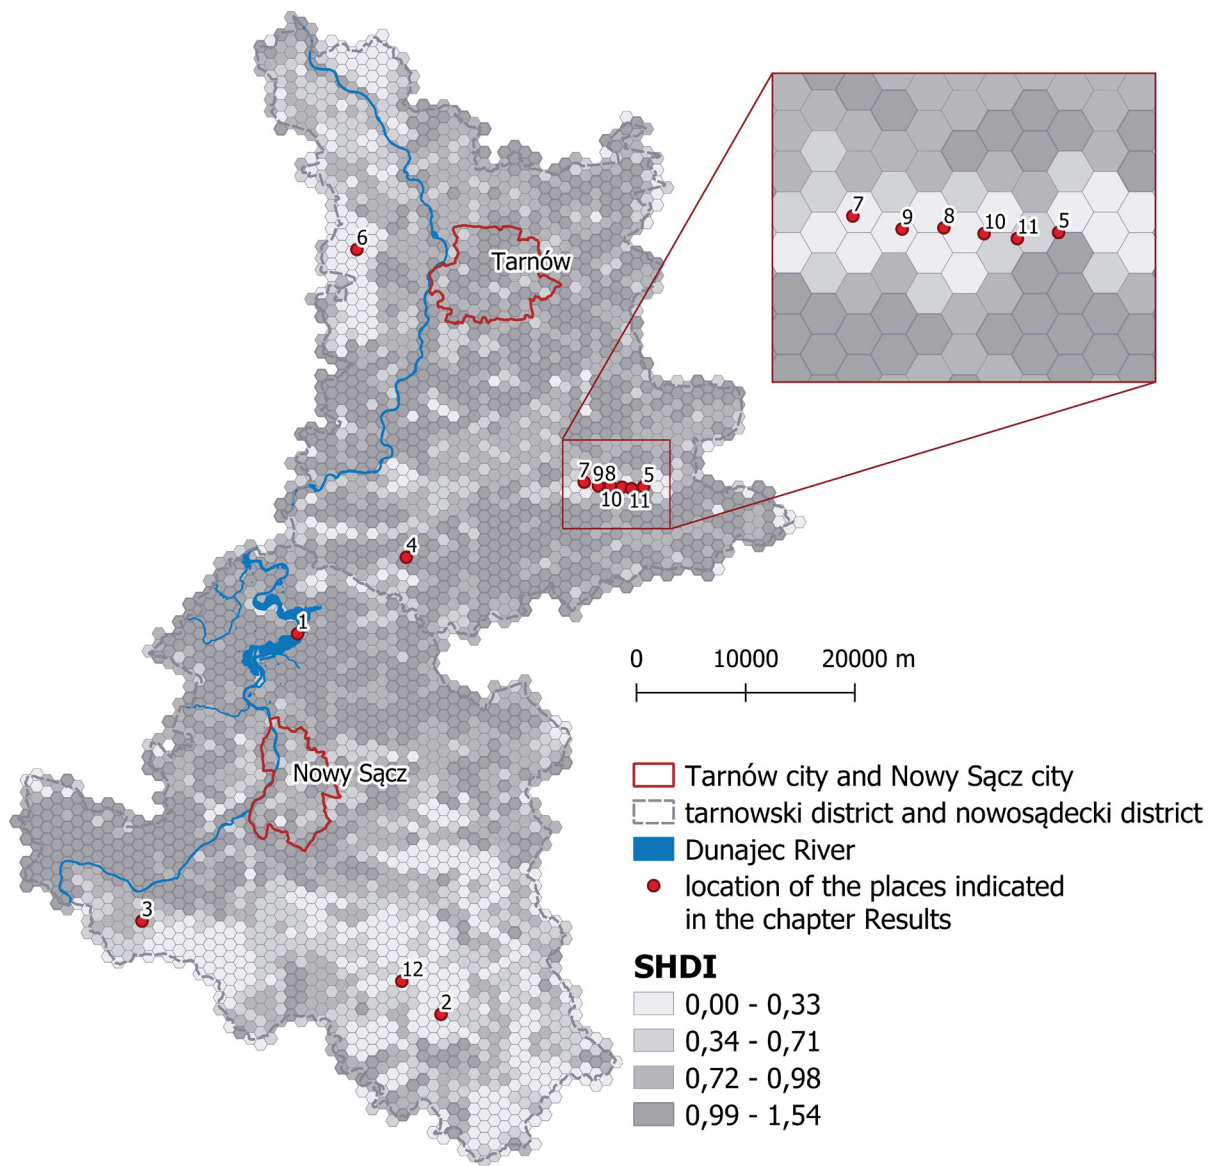 7
9
8
10
11
5
6
Tarnów
7
9
8
5
10
11
4
1
0 10000 20000 m
Nowy Sącz
Tarnów city and Nowy Sącz city
tarnowski district and nowosądecki district
Dunajec River
location of the places indicated
in the chapter Results
3
12
2
SHDI
0,00 - 0,33
0,34 - 0,71
0,72 - 0,98
0,99 - 1,54